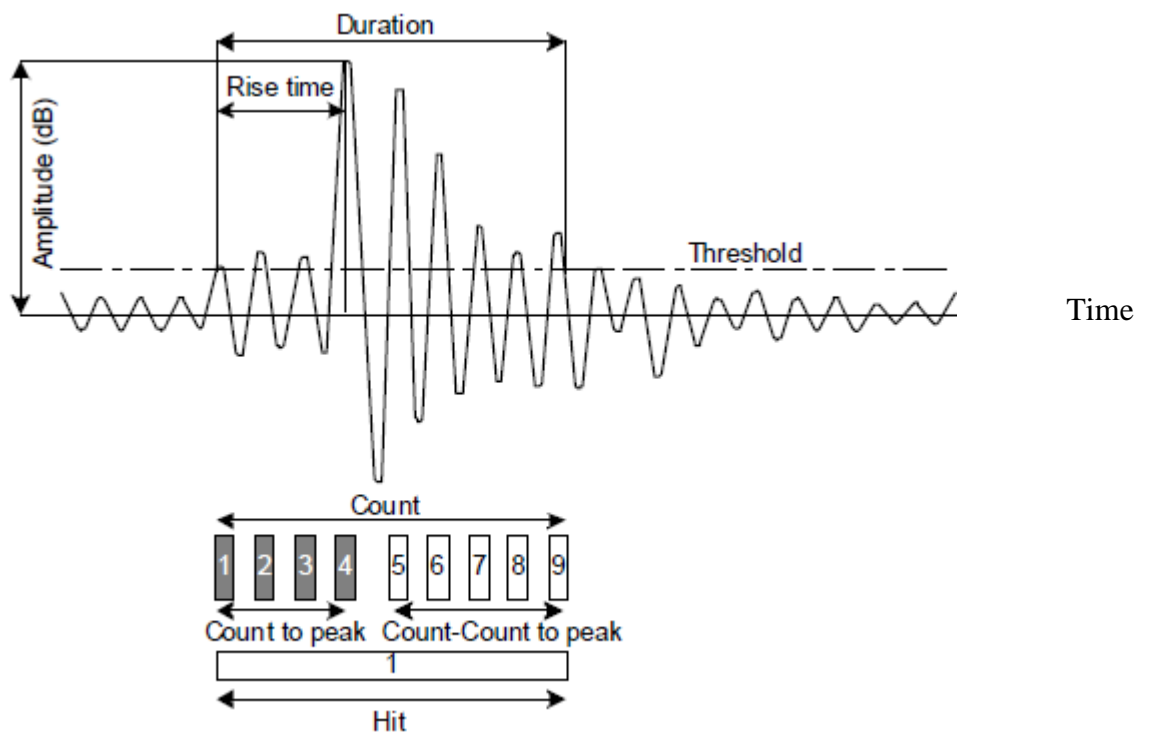 Duration
Rise time
Amplitude (dB)
Threshold
Time
Count
1 2 3 4 5 6 7 8 9
Count to peak Count-Count to peak
1
Hit